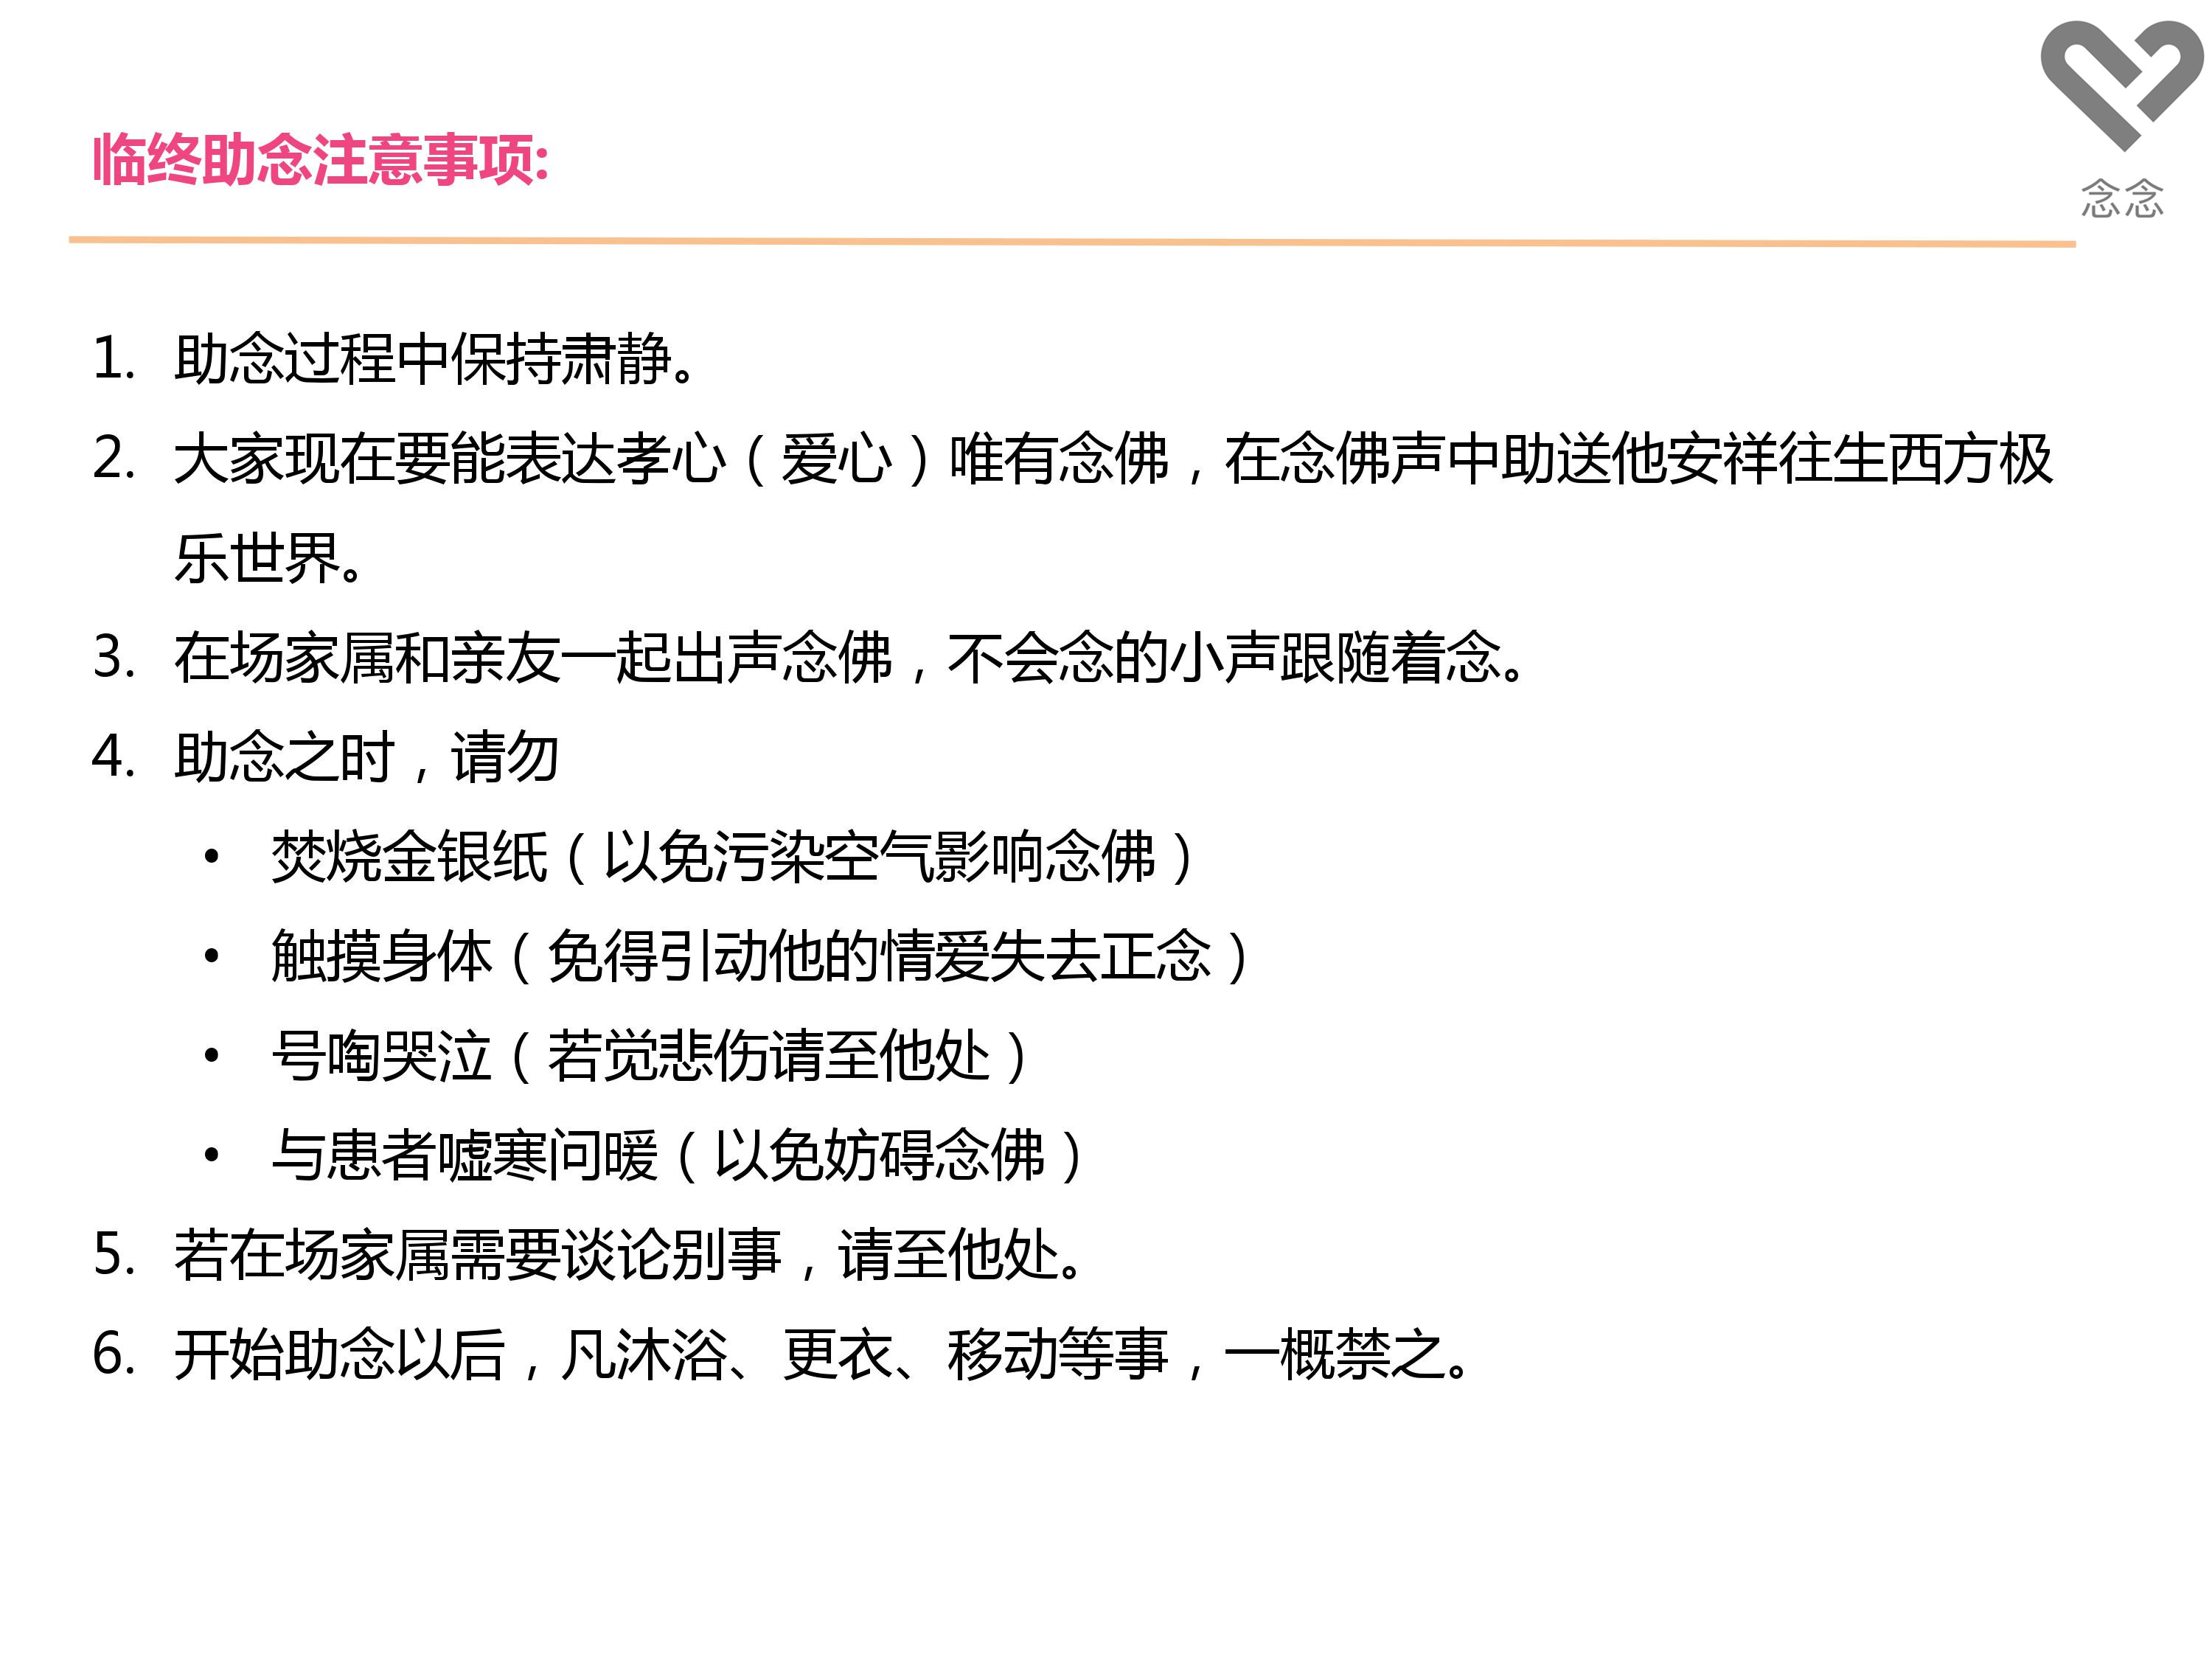 临终助念注意事项:
念念
1. 助念过程中保持肃静。
2. 大家现在要能表达孝心（爱心）唯有念佛，在念佛声中助送他安祥往生西方极
乐世界。
3. 在场家属和亲友一起出声念佛，不会念的小声跟随着念。
4. 助念之时，请勿
• 焚烧金银纸（以免污染空气影响念佛）
• 触摸身体（免得引动他的情爱失去正念）
• 号啕哭泣（若觉悲伤请至他处）
• 与患者嘘寒问暖（以免妨碍念佛）
5. 若在场家属需要谈论别事，请至他处。
6. 开始助念以后，凡沐浴、更衣、移动等事，一概禁之。